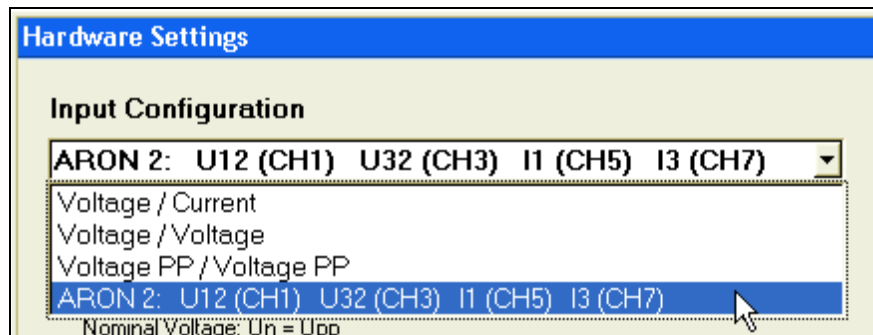 Hardware Settings
Input Configuration
ARON 2: U12 (CH1) U32 (CH3) I1 (CH5) I3 (CH7)
Voltage / Current
Voltage / Voltage
Voltage PP / Voltage PP
ARON 2: U12 (CH1) U32 (CH3) I1 (CH5) I3 (CH7)
Nominal Voltage: Un = Upp